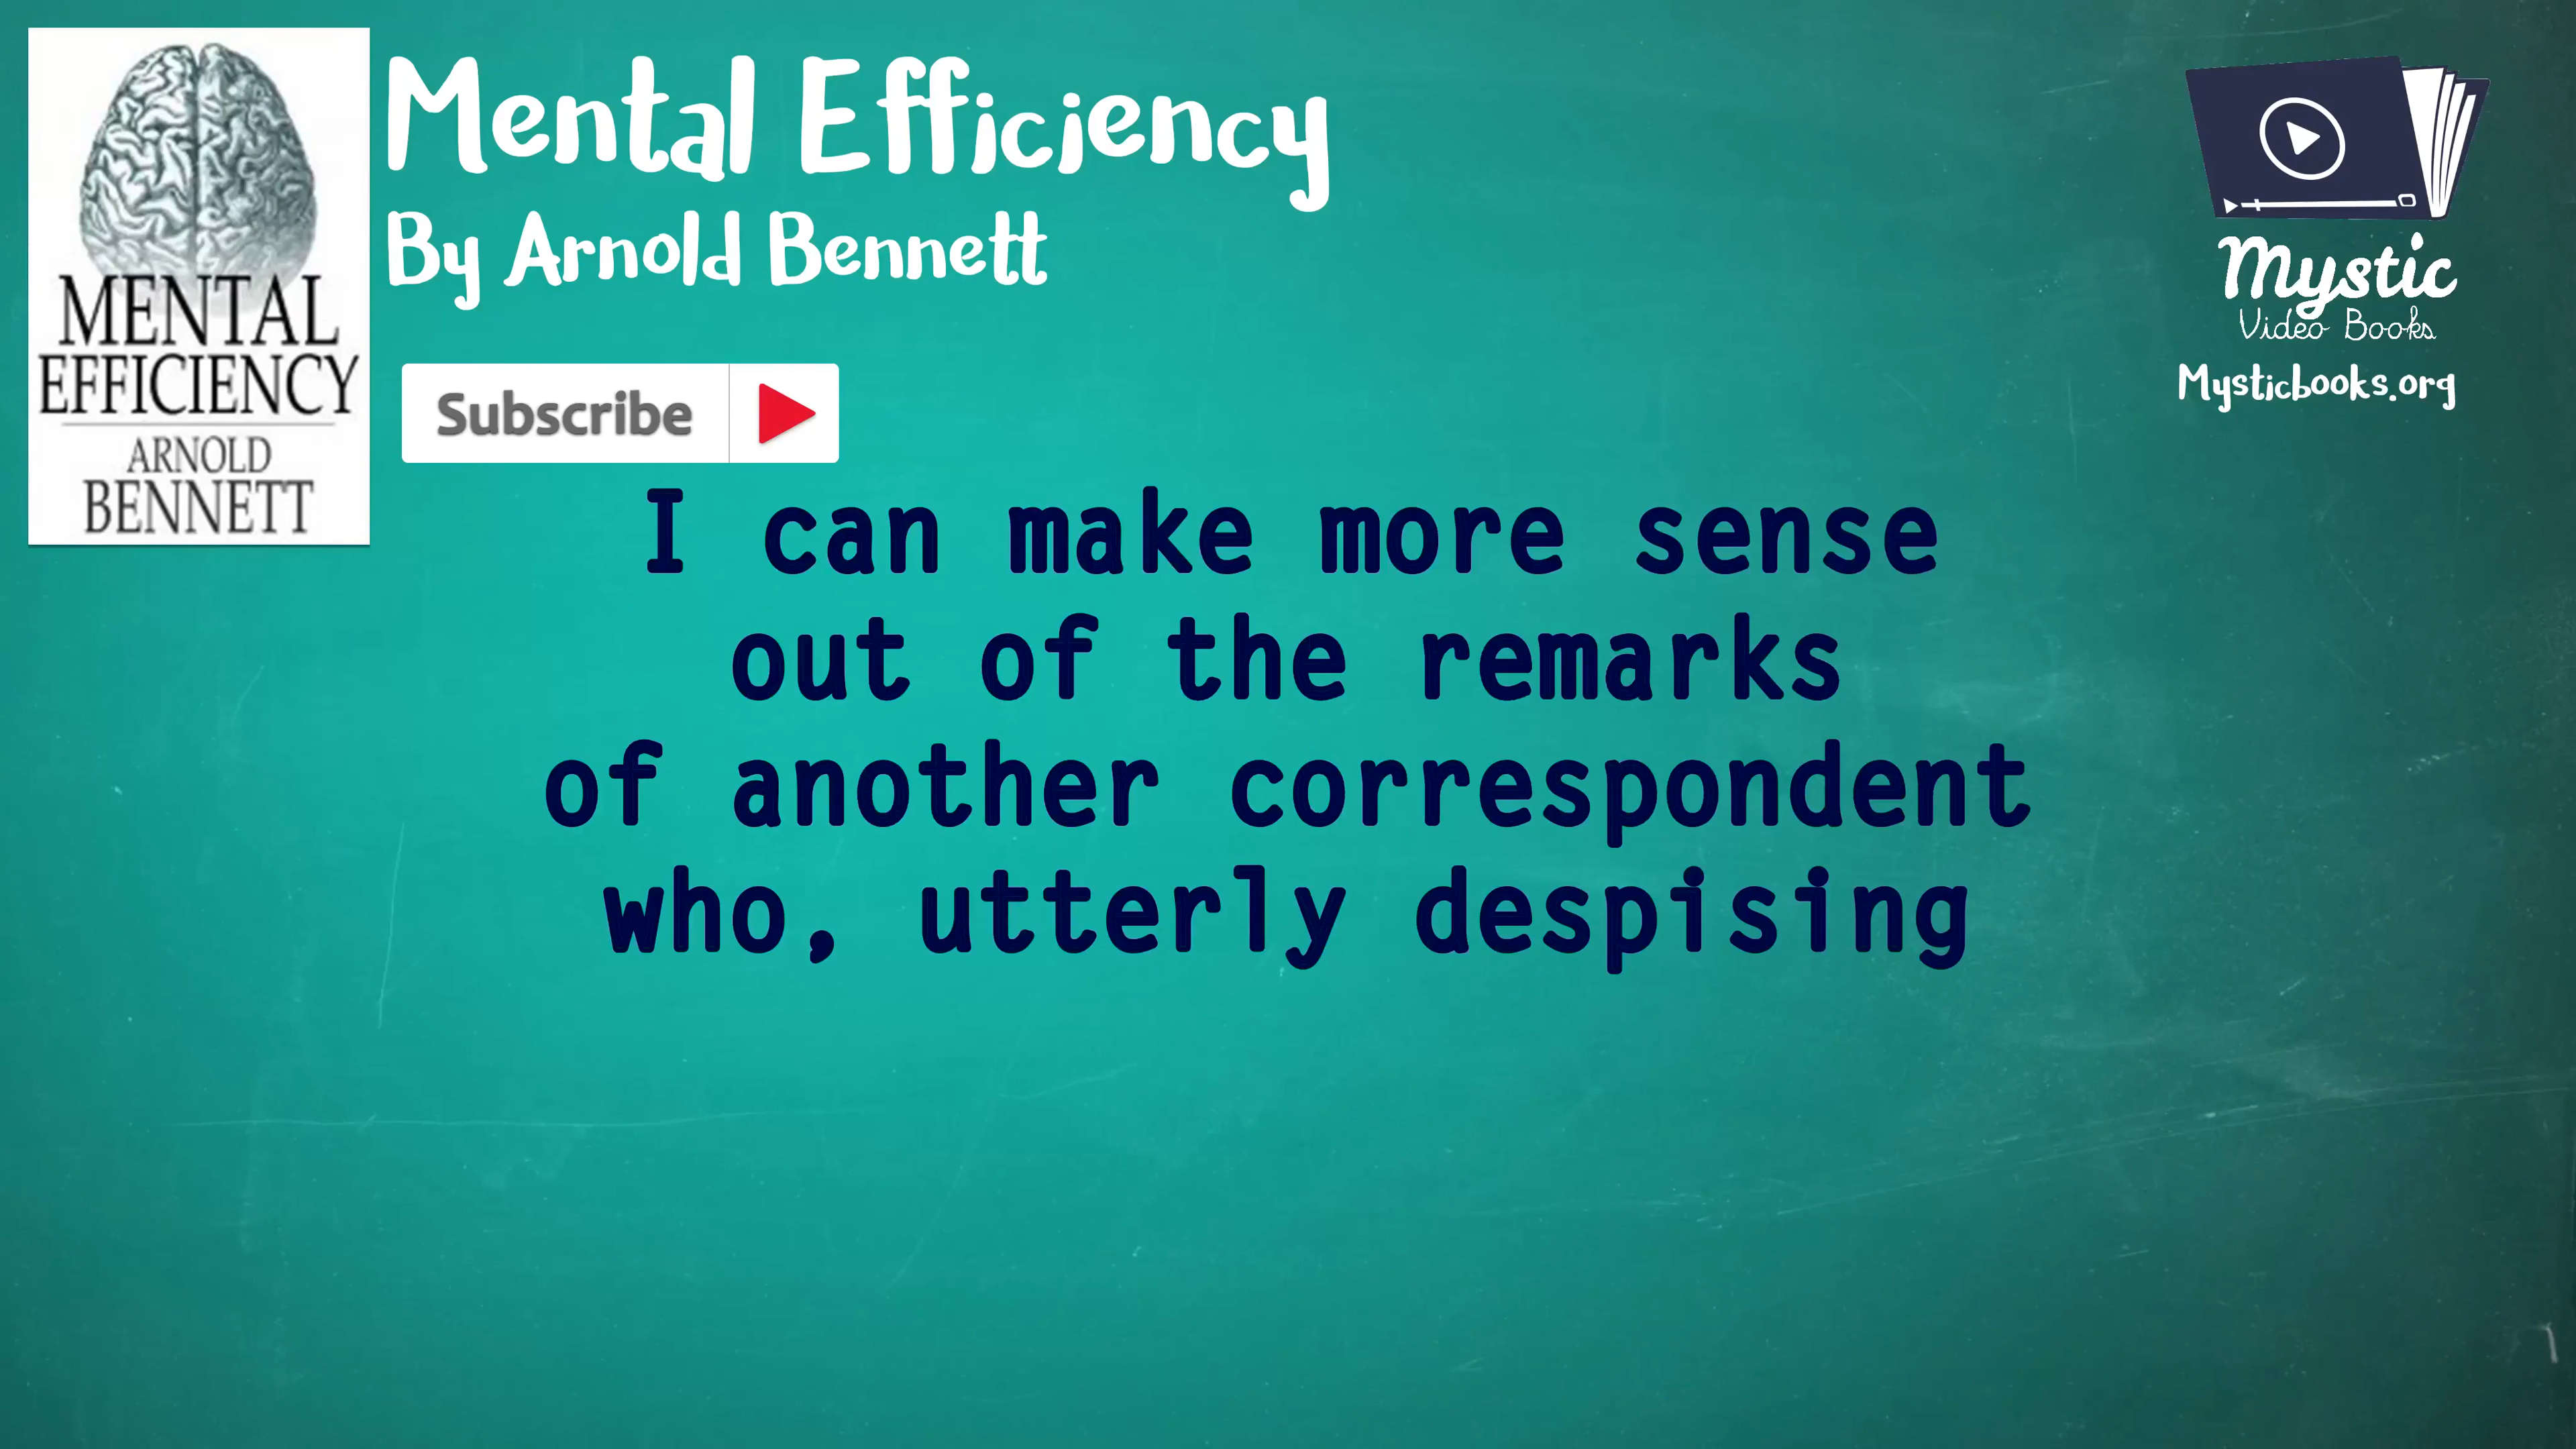 MENTAL
EFFICIENCY
ARNOLD
BENNETT
Mental Efficiency
By Arnold Bennett
Subscribe
Mystic
Video Books
Mysticbooks.org
I can make more sense
out of the remarks
of another correspondent
who, utterly despising